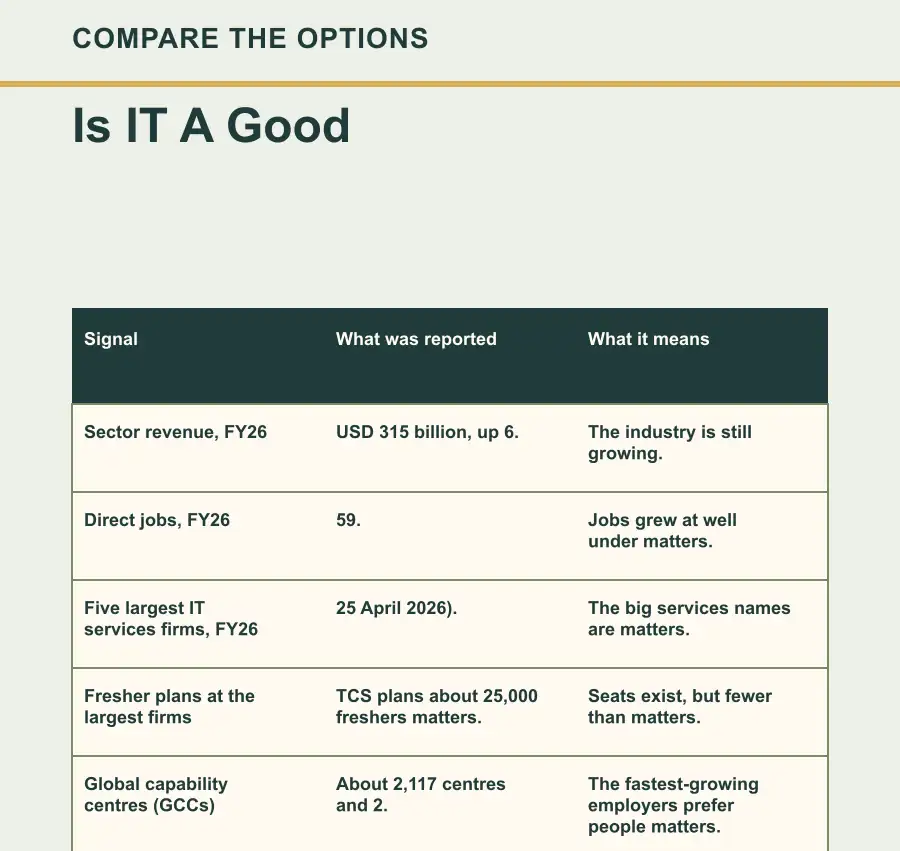 COMPARE THE OPTIONS
Is IT A Good
Signal
What was reported
What it means
Sector revenue, FY26
USD 315 billion, up 6.
The industry is still
growing.
Direct jobs, FY26
59.
Jobs grew at well
under matters.
Five largest IT
services firms, FY26
25 April 2026).
The big services names
are matters.
Fresher plans at the
largest firms
TCS plans about 25,000
freshers matters.
Seats exist, but fewer
than matters.
Global capability
centres (GCCs)
About 2,117 centres
and 2.
The fastest-growing
employers prefer
people matters.